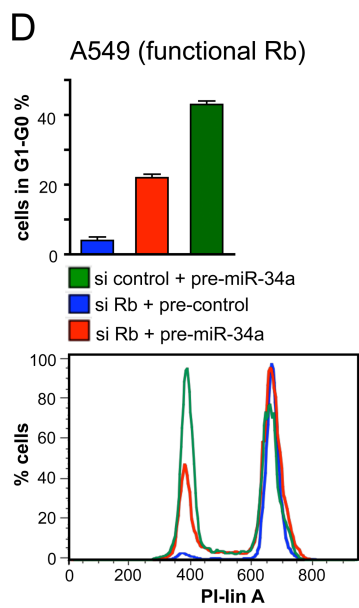 D
A549 (functional Rb)
cells in G1-G0 %
40
20
0
si control + pre-miR-34a
si Rb + pre-control
si Rb + pre-miR-34a
% cells
100
80
60
40
20
0
0 200 400 600 800
PI-lin A